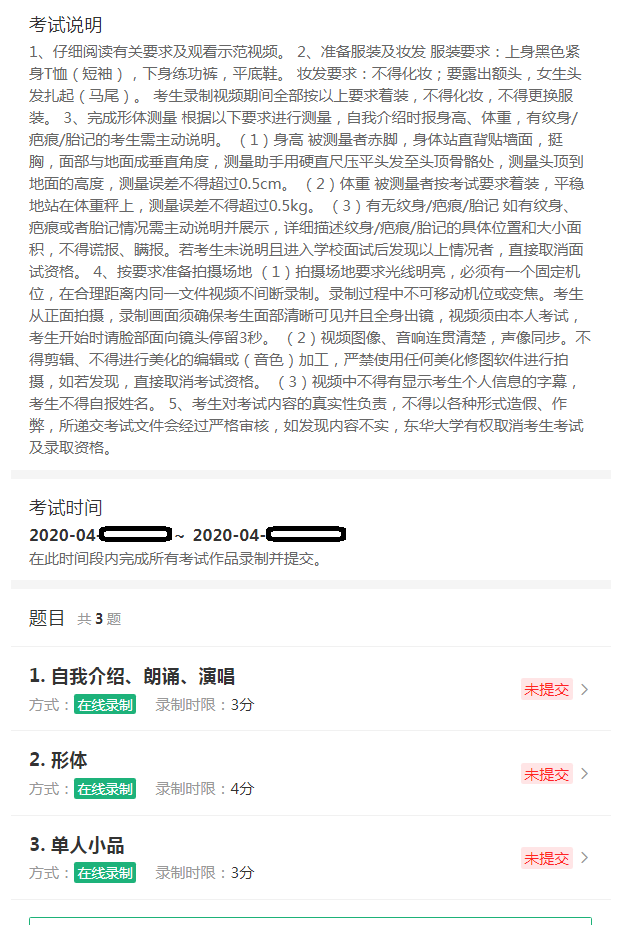 考试说明
1、仔细阅读有关要求及观看示范视频。 2、准备服装及妆发 服装要求：上身黑色紧
身T恤（短袖），下身练功裤，平底鞋。 妆发要求：不得化妆；要露出额头，女生头
发扎起（马尾）。 考生录制视频期间全部按以上要求着装，不得化妆，不得更换服
装。 3、完成形体测量 根据以下要求进行测量，自我介绍时报身高、体重，有纹身/
疤痕/胎记的考生需主动说明。 （1）身高 被测量者赤脚，身体站直背贴墙面，挺
胸，面部与地面成垂直角度，测量助手用硬直尺压平头发至头顶骨骼处，测量头顶到
地面的高度，测量误差不得超过0.5cm。 （2）体重 被测量者按考试要求着装，平稳
地站在体重秤上，测量误差不得超过0.5kg。 （3）有无纹身/疤痕/胎记 如有纹身、
疤痕或者胎记情况需主动说明并展示，详细描述纹身/疤痕/胎记的具体位置和大小面
积，不得谎报、瞒报。若考生未说明且进入学校面试后发现以上情况者，直接取消面
试资格。 4、按要求准备拍摄场地 （1）拍摄场地要求光线明亮，必须有一个固定机
位，在合理距离内同一文件视频不间断录制。录制过程中不可移动机位或变焦。考生
从正面拍摄，录制画面须确保考生面部清晰可见并且全身出镜，视频须由本人考试，
考生开始时请脸部面向镜头停留3秒。 （2）视频图像、音响连贯清楚，声像同步。不
得剪辑、不得进行美化的编辑或（音色）加工，严禁使用任何美化修图软件进行拍
摄，如若发现，直接取消考试资格。 （3）视频中不得有显示考生个人信息的字幕，
考生不得自报姓名。 5、考生对考试内容的真实性负责，不得以各种形式造假、作
弊，所递交考试文件会经过严格审核，如发现内容不实，东华大学有权取消考生考试
及录取资格。
考试时间
2020-04- ~ 2020-04-
在此时间段内完成所有考试作品录制并提交。
题目 共 3 题
1. 自我介绍、朗诵、演唱
未提交
方式：在线录制 录制时限：3分
2. 形体
未提交
方式：在线录制 录制时限：4分
3. 单人小品
未提交
方式：在线录制 录制时限：3分